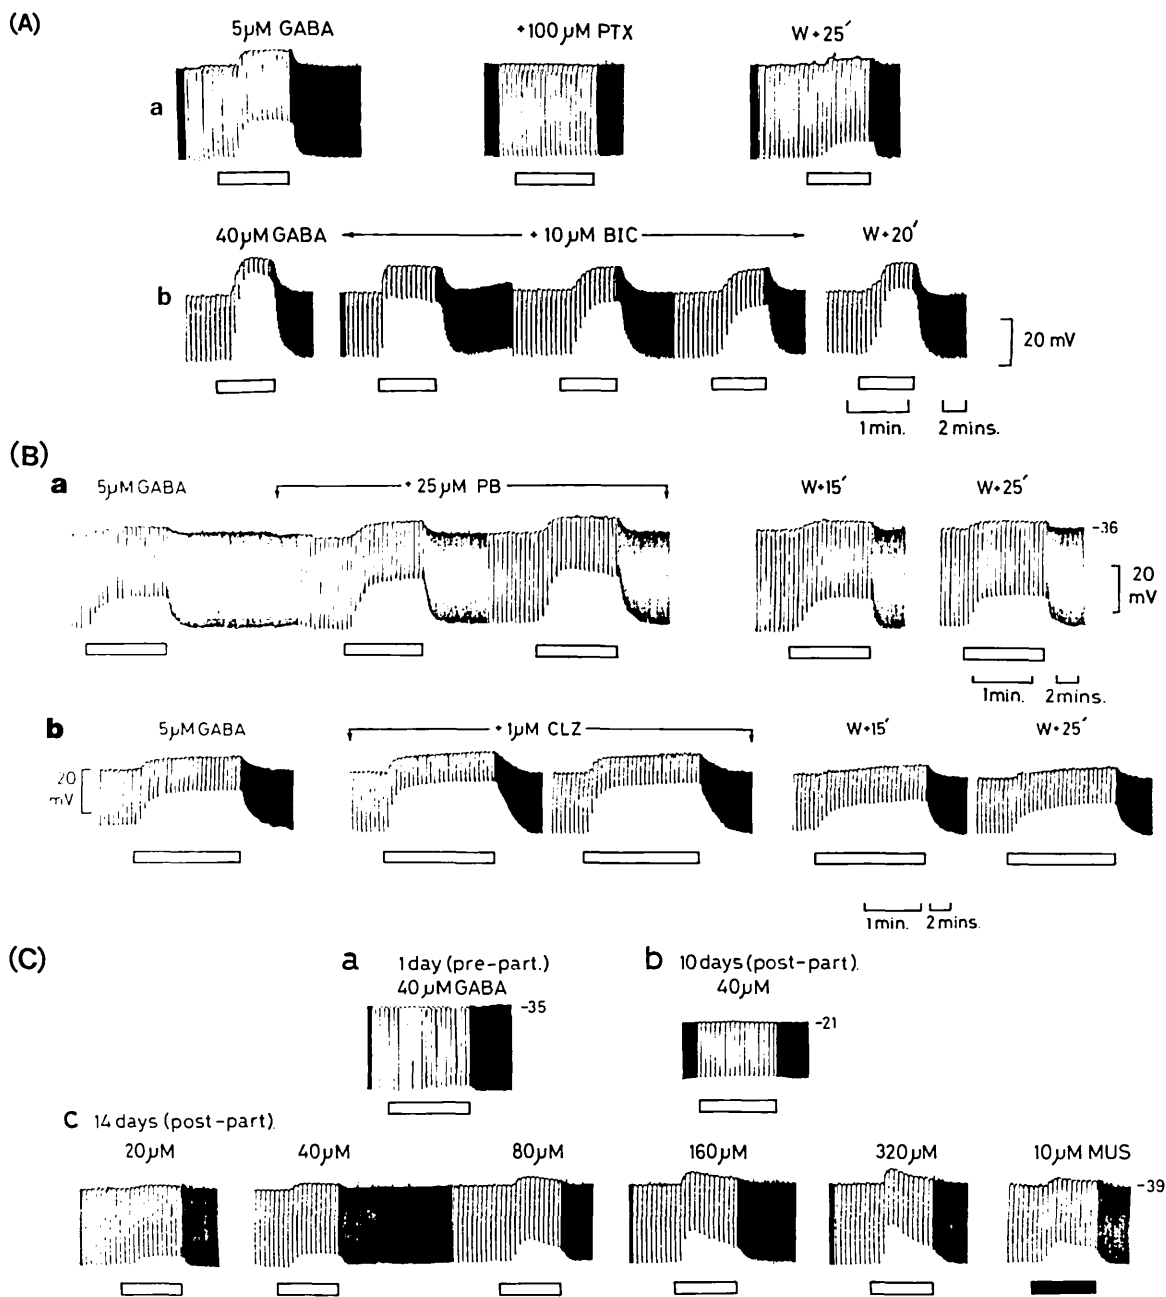 (A)
5µM GABA
+100µM PTX
W+25′
a
40µM GABA
+10µM BIC
W+20′
b
20 mV
1 min.
2 mins.
(B)
a
5µM GABA
+25µM PB
W+15′
W+25′
-36
20
mV
1min.
2mins.
b
5µM GABA
+1µM CLZ
W+15′
W+25′
20
mV
1min.
2mins.
(C)
a
1 day (pre-part.)
40µM GABA
-35
b
10 days (post-part).
40µM
-21
c 14 days (post-part).
20µM
40µM
80µM
160µM
320µM
10µM MUS
-39